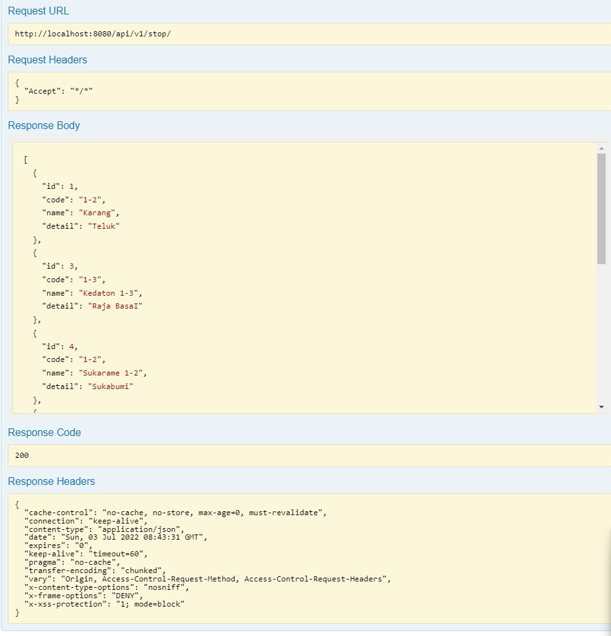 Request URL
http://localhost:8080/api/v1/stop/
Request Headers
{
"Accept": "*/*"
}
Response Body
[
{
"id": 1,
"code": "1-2",
"name": "Karang",
"detail": "Teluk"
},
{
"id": 3,
"code": "1-3",
"name": "Kedaton 1-3",
"detail": "Raja BasaI"
},
{
"id": 4,
"code": "1-2",
"name": "Sukarame 1-2",
"detail": "Sukabumi"
},
{
Response Code
200
Response Headers
{
"cache-control": "no-cache, no-store, max-age=0, must-revalidate",
"connection": "keep-alive",
"content-type": "application/json",
"date": "Sun, 03 Jul 2022 08:43:31 GMT",
"expires": "0",
"keep-alive": "timeout=60",
"pragma": "no-cache",
"transfer-encoding": "chunked",
"vary": "Origin, Access-Control-Request-Method, Access-Control-Request-Headers",
"x-content-type-options": "nosniff",
"x-frame-options": "DENY",
"x-xss-protection": "1; mode=block"
}